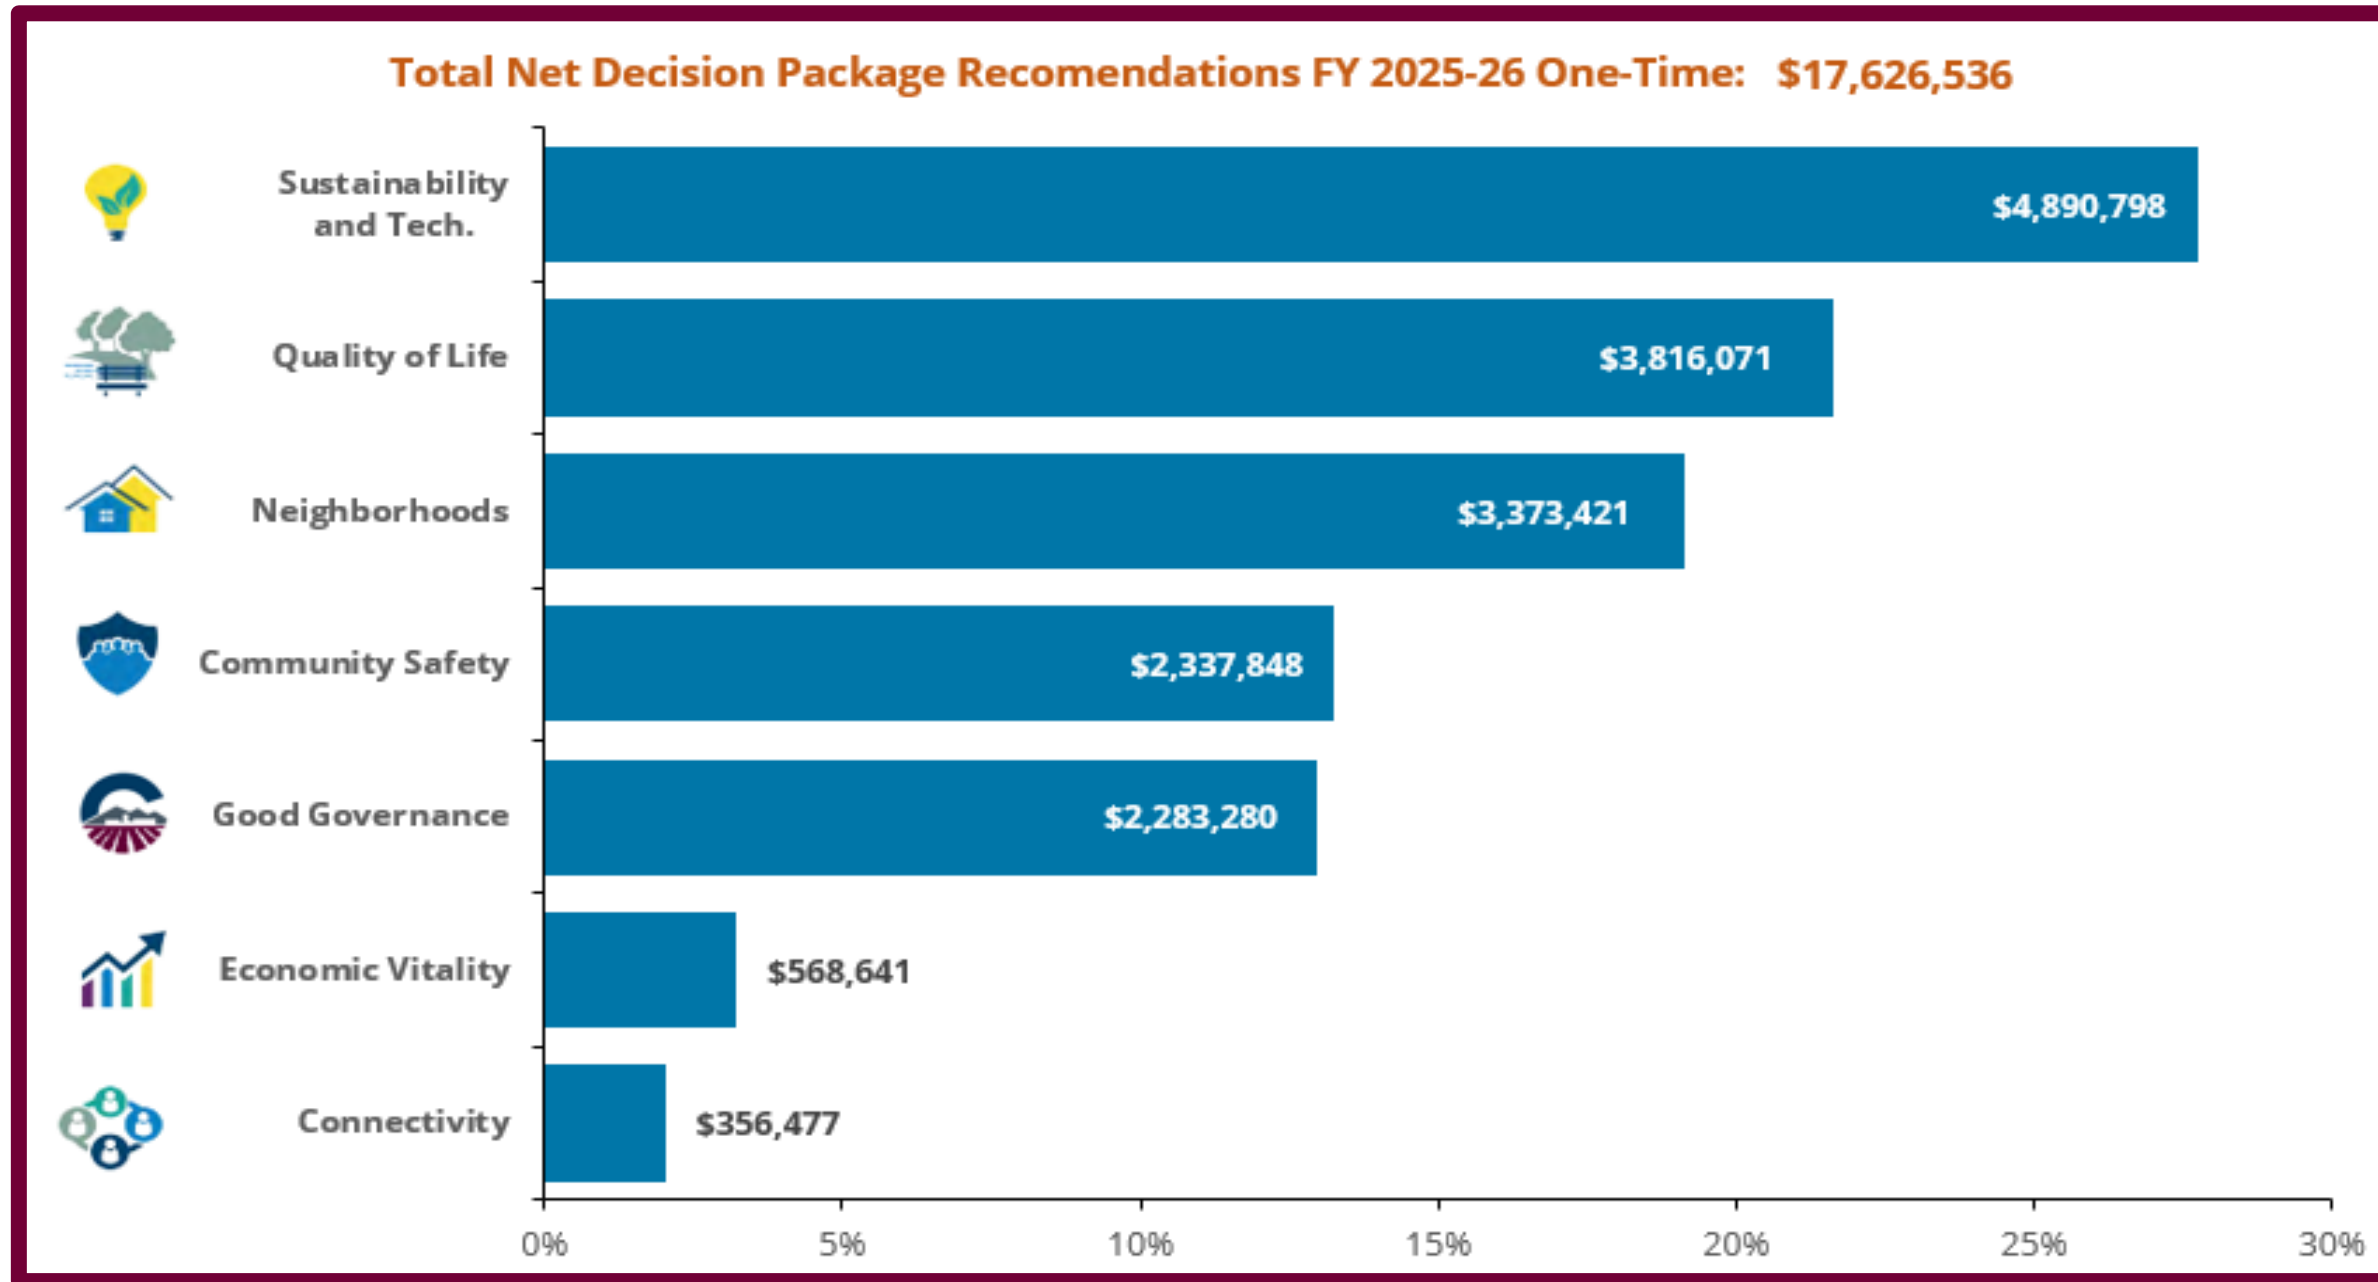 Total Net Decision Package Recomendations FY 2025-26 One-Time: $17,626,536
Sustainability
and Tech.
$4,890,798
Quality of Life
$3,816,071
Neighborhoods
$3,373,421
Community Safety
$2,337,848
Good Governance
$2,283,280
Economic Vitality
$568,641
Connectivity
$356,477
0% 5% 10% 15% 20% 25% 30%